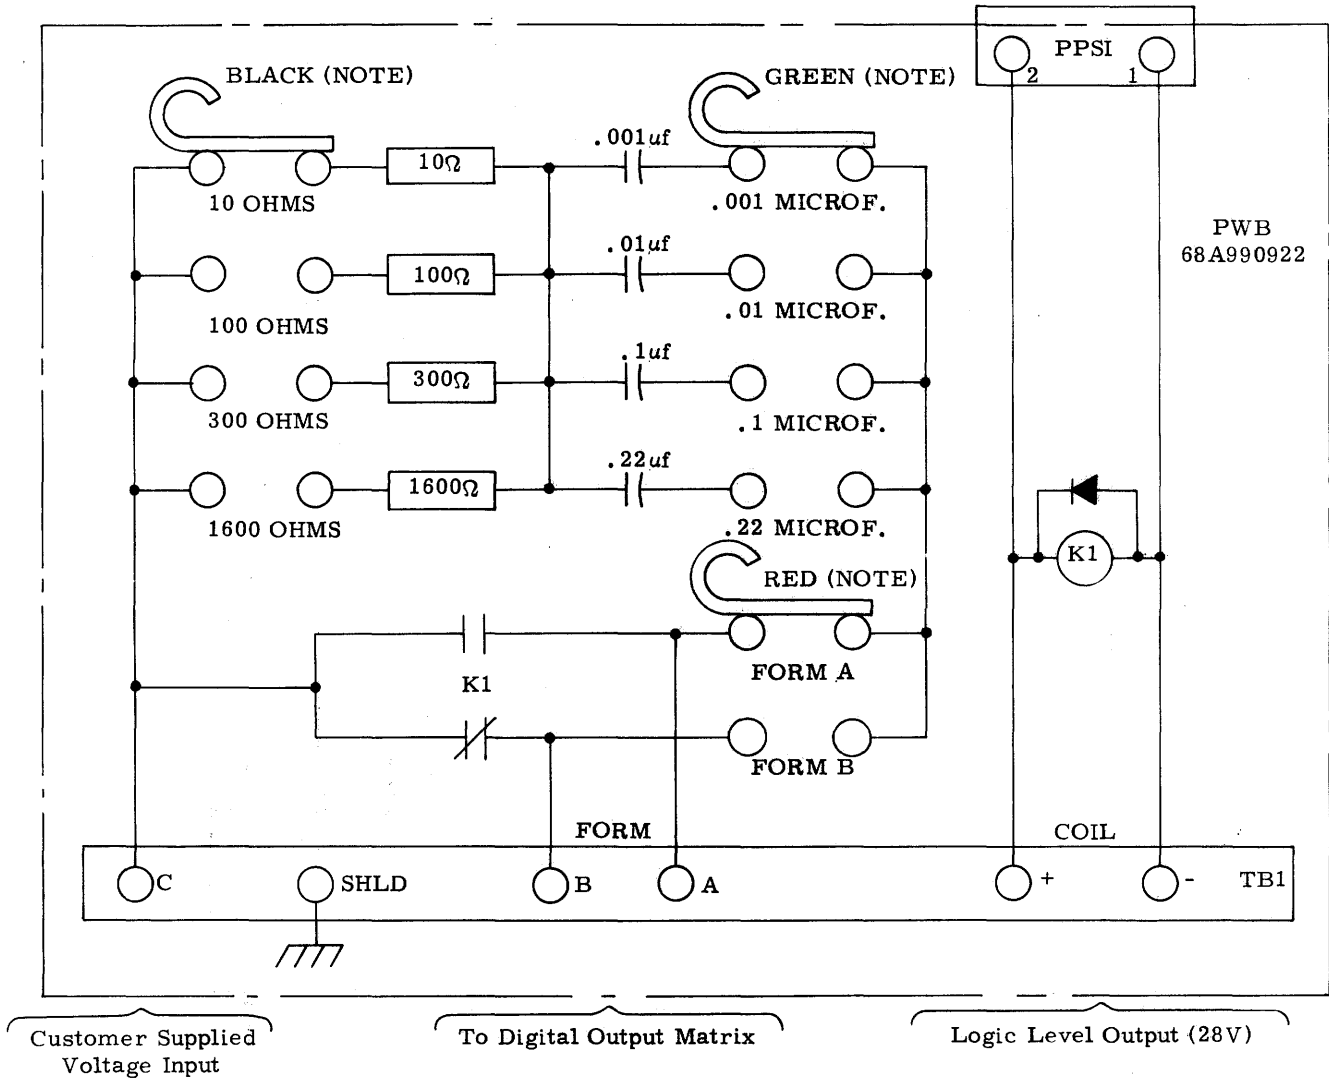 PPSI
2
1
BLACK (NOTE)
GREEN (NOTE)
.001uf
10Ω
10 OHMS
.001 MICROF.
PWB
68A990922
.01uf
100Ω
100 OHMS
.01 MICROF.
.1uf
300Ω
300 OHMS
.1 MICROF.
.22uf
1600Ω
1600 OHMS
.22 MICROF.
K1
RED (NOTE)
FORM A
K1
FORM B
FORM
COIL
C
SHLD
B
A
+
-
TB1
Customer Supplied
Voltage Input
To Digital Output Matrix
Logic Level Output (28V)